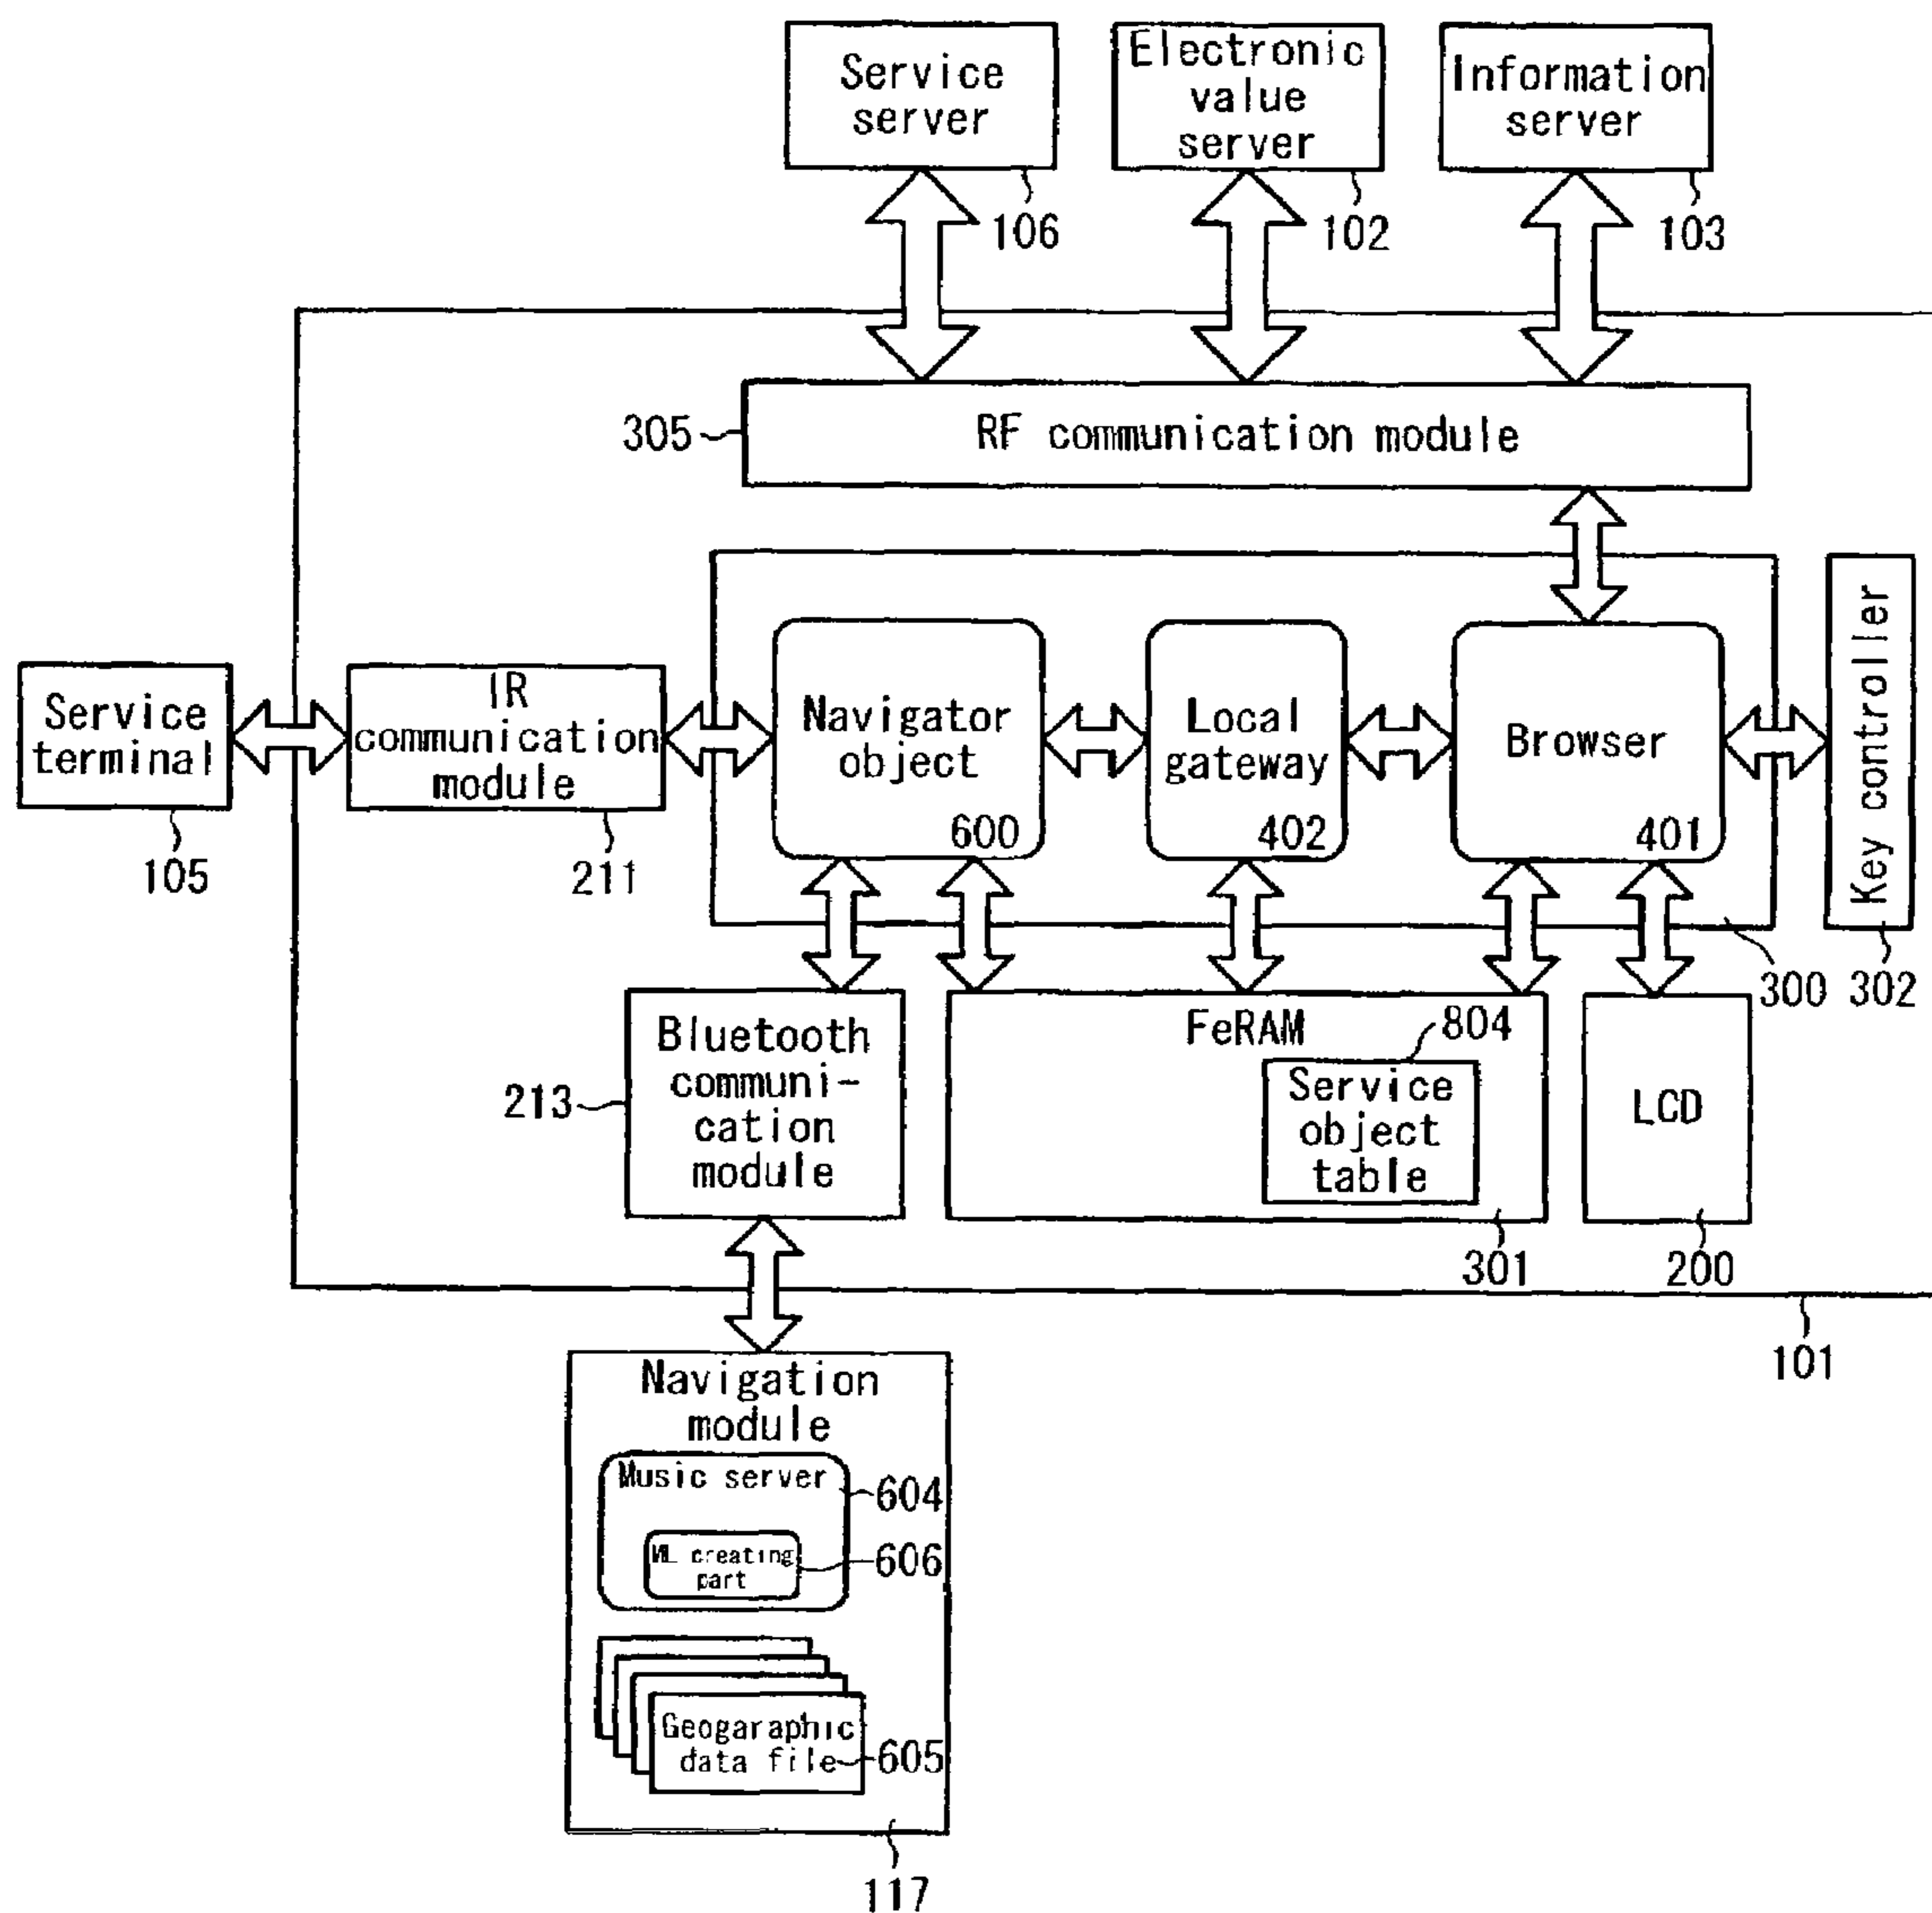 Service
server
106
Electronic
value
server
102
Information
server
103
305
RF communication module
Service
terminal
105
IR
communication
module
211
Navigator
object
600
Local
gateway
402
Browser
401
Key controller
302
300
Bluetooth
communi-
cation
module
213
FeRAM
804
Service
object
table
301
LCD
200
101
Navigation
module
Music server
604
ML creating
part
606
Geogaraphic
data file
605
117